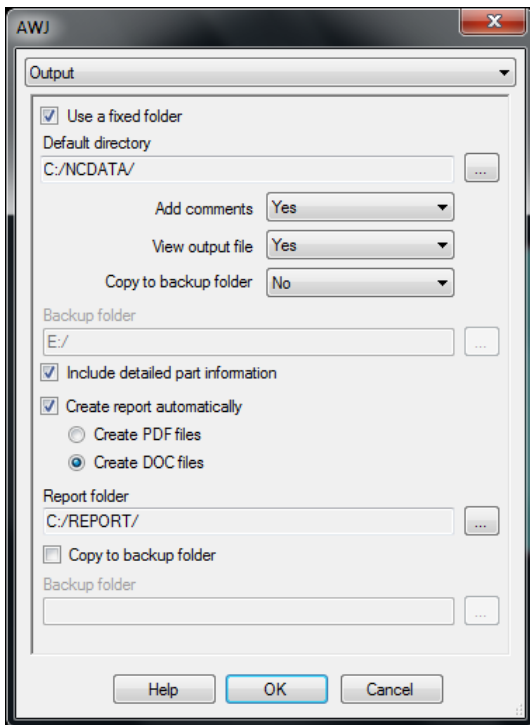 AWJ
Output
Use a fixed folder
Default directory
C:/NCDATA/
...
Add comments Yes
View output file Yes
Copy to backup folder No
Backup folder
E:/
...
Include detailed part information
Create report automatically
Create PDF files
Create DOC files
Report folder
C:/REPORT/
...
Copy to backup folder
Backup folder
...
Help OK Cancel